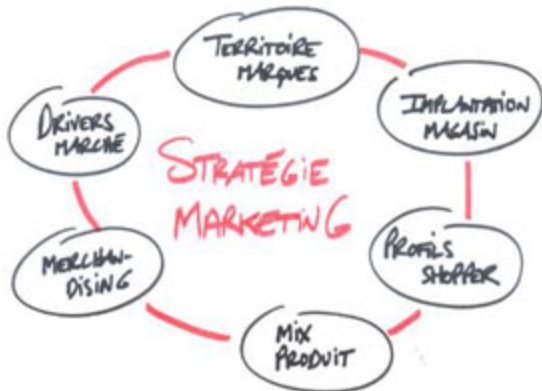 TERRITOIRE
MARQUES
IMPLANTATION
MAGASIN
DRIVERS
MARCHÉ
STRATÉGIE
MARKETING
PROFILS
SHOPPER
MERCHAN-
DISING
MIX
PRODUIT